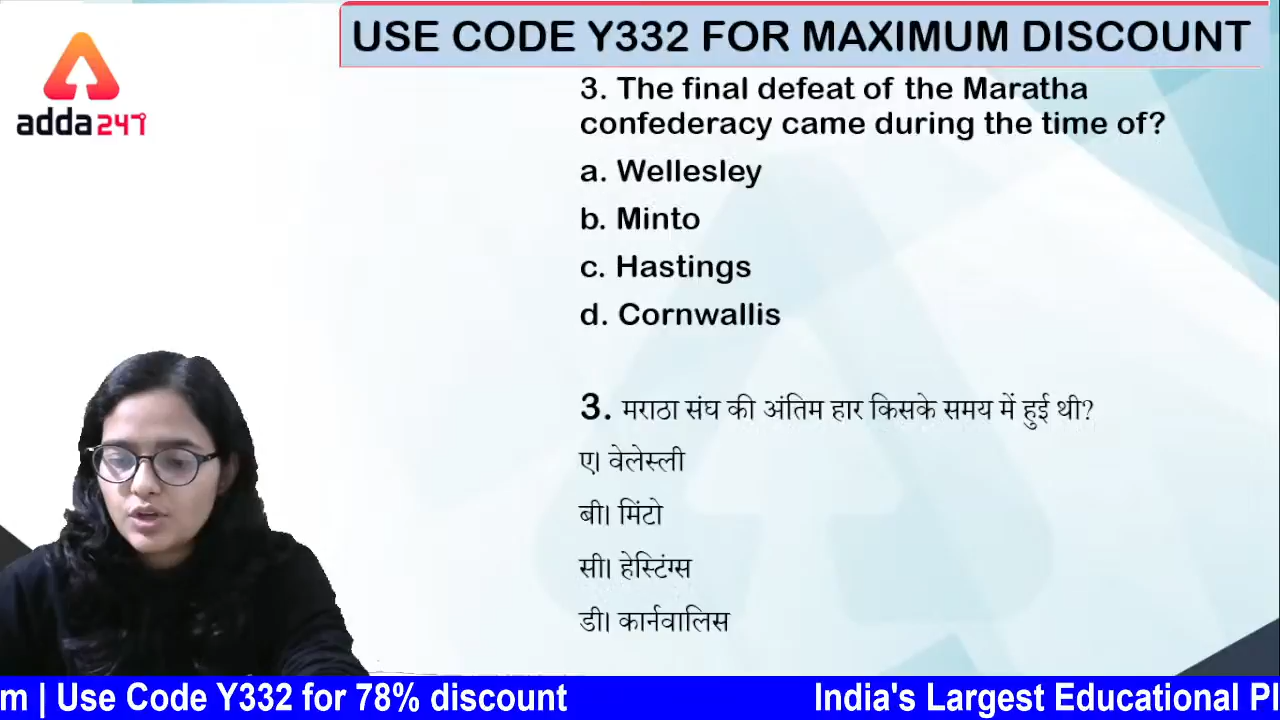 USE CODE Y332 FOR MAXIMUM DISCOUNT
adda247
3. The final defeat of the Maratha
confederacy came during the time of?
a. Wellesley
b. Minto
c. Hastings
d. Cornwallis
3. मराठा संघ की अंतिम हार किसके समय में हुई थी?
ए। वेलेस्ली
बी। मिंटो
सी। हेस्टिंग्स
डी। कार्नवालिस
m | Use Code Y332 for 78% discount
India's Largest Educational Pl